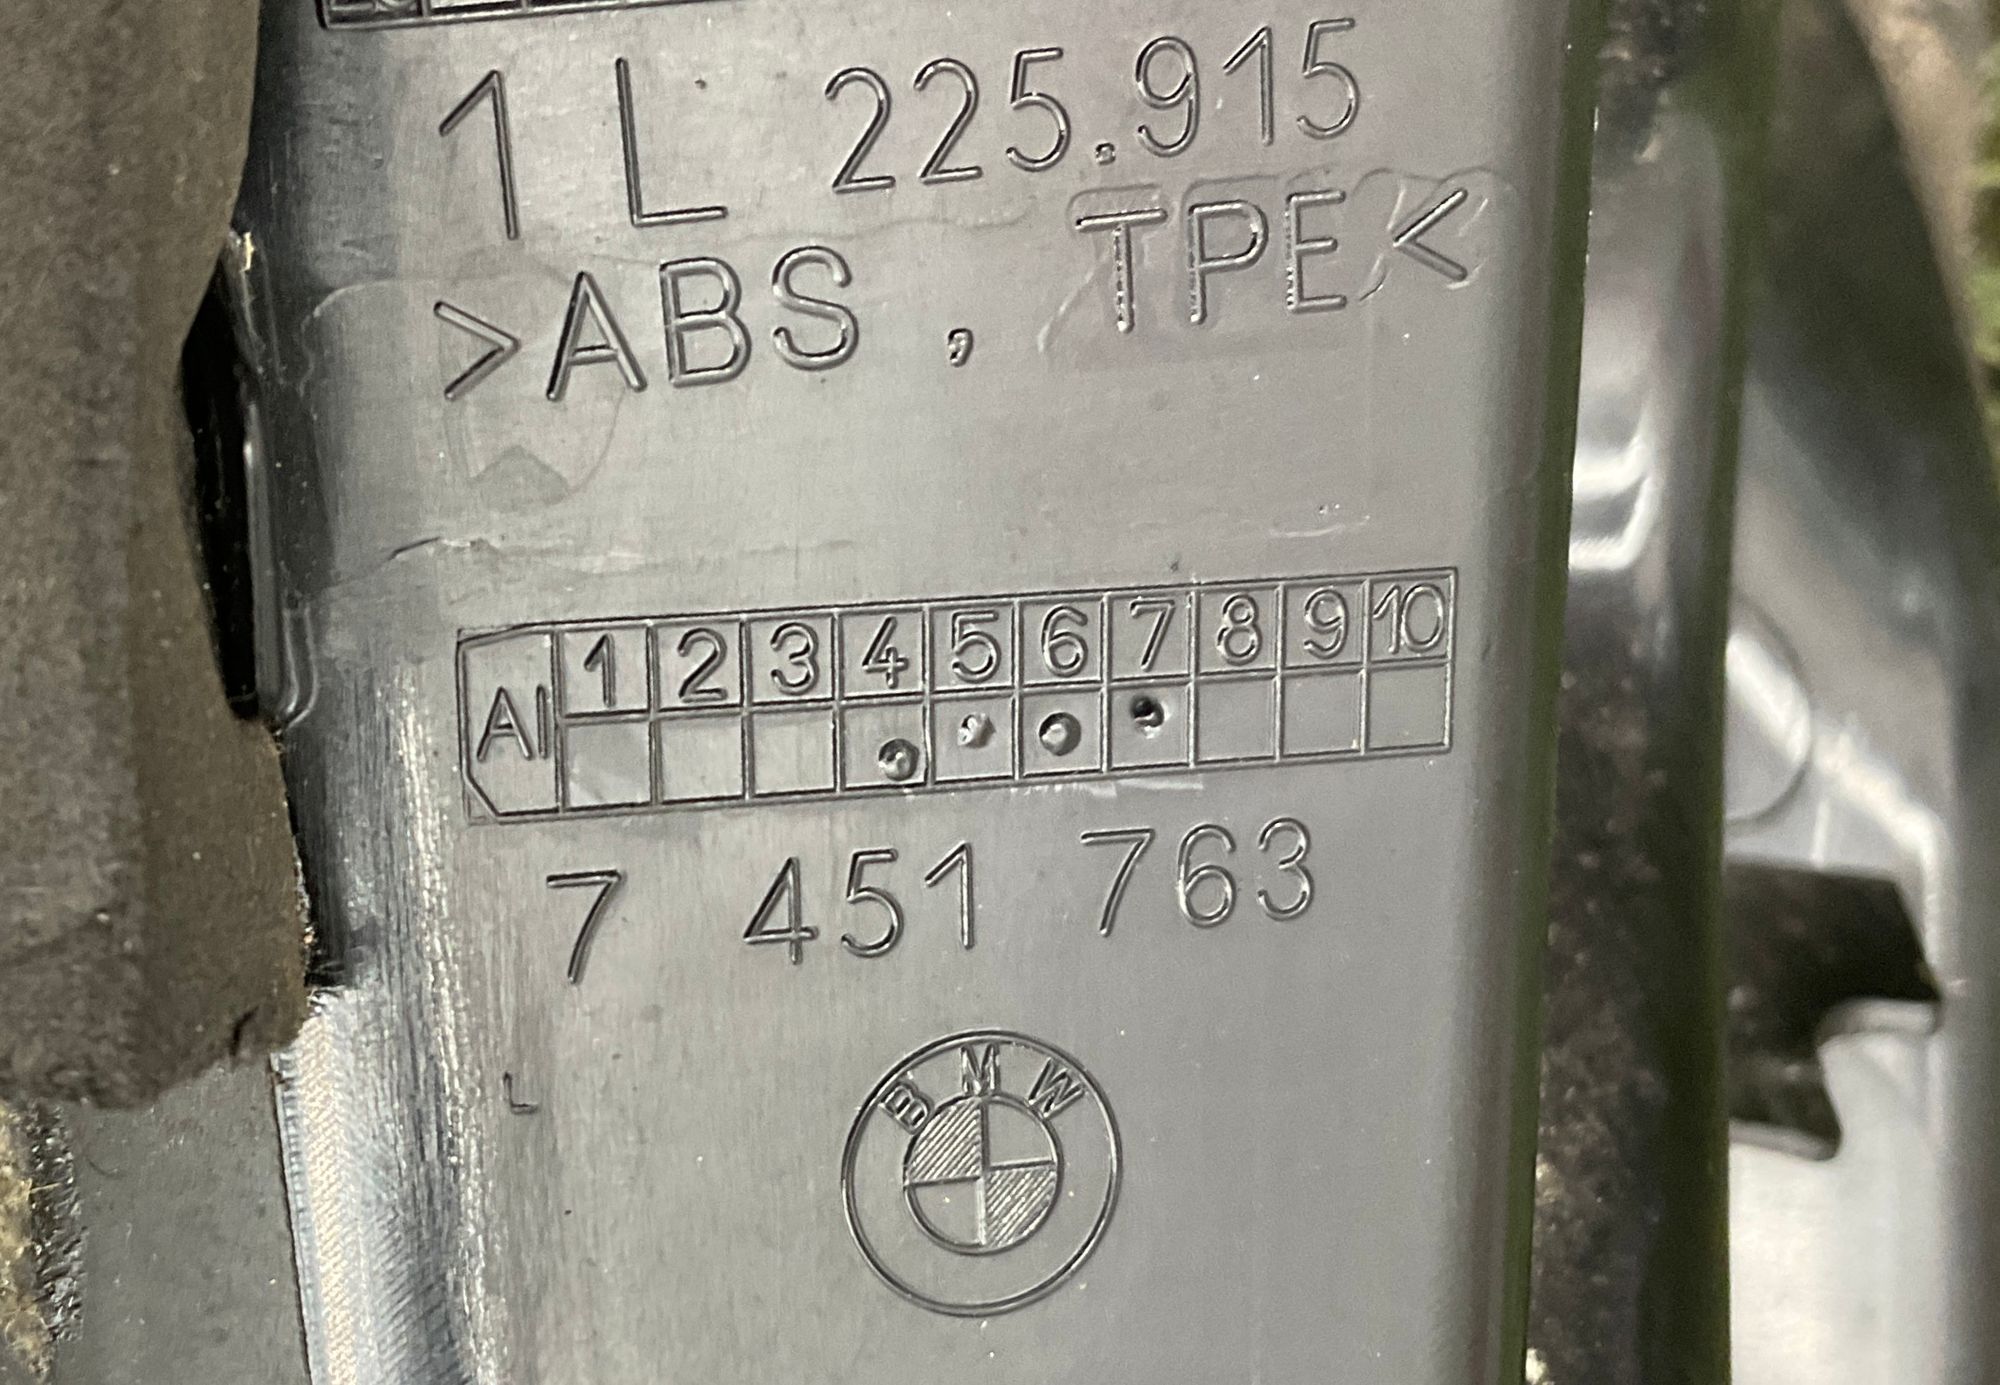 1 L 225.915
>ABS, TPE<
AI 1 2 3 4 5 6 7 8 9 10
7 451 763
L
BMW